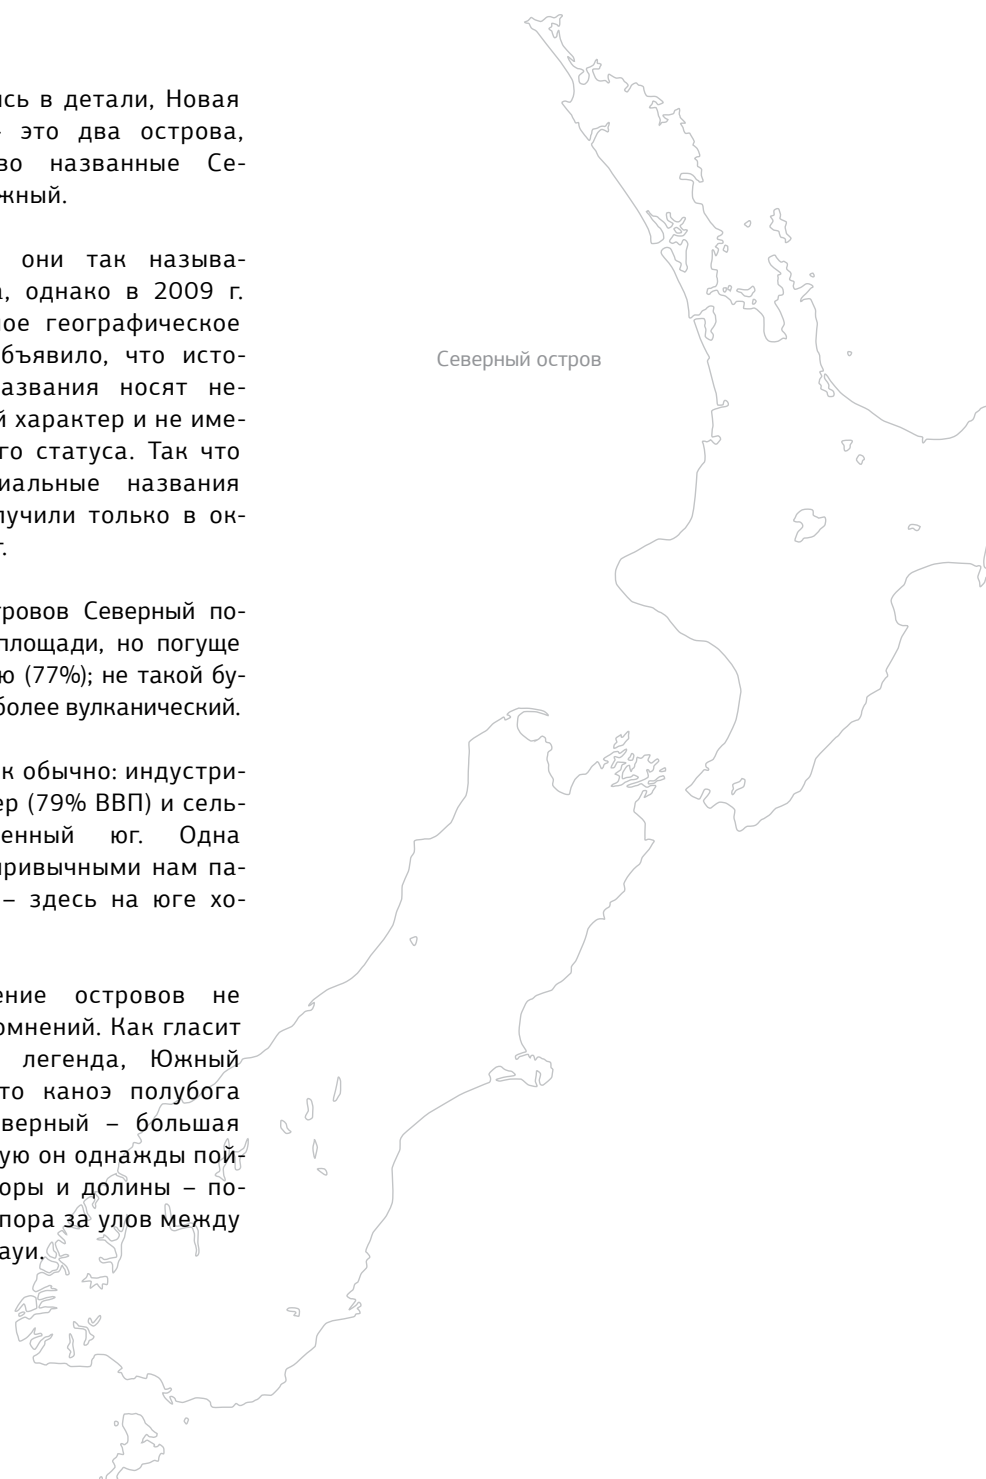 сь в детали, Новая
– это два острова,
во названные Се-
жный.
они так называ-
а, однако в 2009 г.
ое географическое
бъявило, что исто-
азвания носят не-
й характер и не име-
го статуса. Так что
иальные названия
лучили только в ок-
г.
ровов Северный по-
площади, но погуще
ю (77%); не такой бу-
более вулканический.
к обычно: индустри-
ер (79% ВВП) и сель-
енный юг. Одна
привычными нам па-
– здесь на юге хо-
ение островов не
омнений. Как гласит
легенда, Южный
то каноэ полубога
верный – большая
ую он однажды пой-
оры и долины – по-
пора за улов между
ауи.
Северный остров